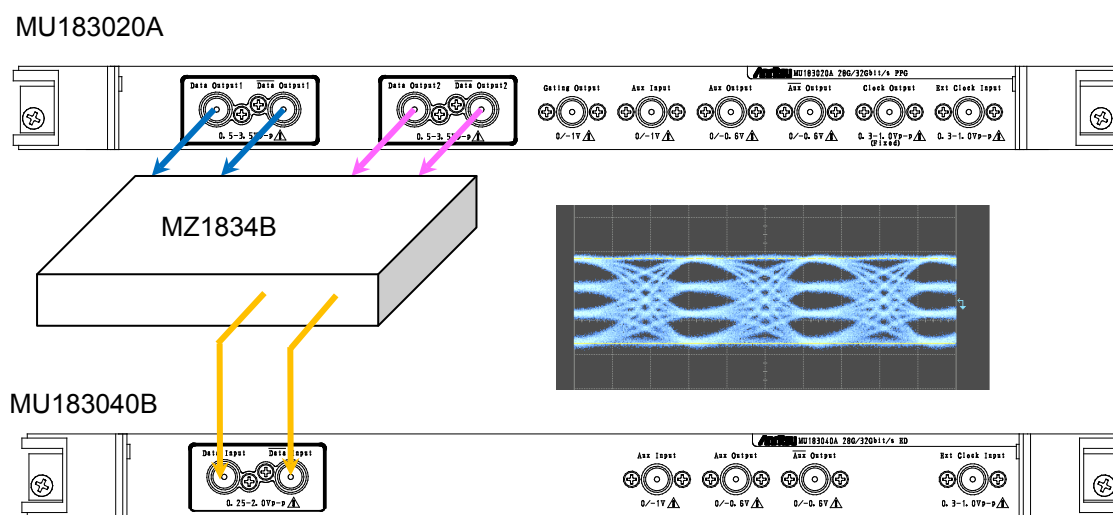 MU183020A
Anritsu MU183020A 28G/32Gbit/s PPG
Data Output1 Data Output1 Data Output2 Data Output2 Gating Output Aux Input Aux Output Aux Output Clock Output Ext Clock Input
0.5-3.5Vp-p 0.5-3.5Vp-p 0/-1V 0/-1V 0/-0.6V 0/-0.6V 0.3-1.0Vp-p 0.3-1.0Vp-p
(Fixed)
MZ1834B
MU183040B
Anritsu MU183040A 28G/32Gbit/s ED
Data Input Data Input Aux Input Aux Output Aux Output Ext Clock Input
0.25-2.0Vp-p 0/-1V 0/-0.6V 0/-0.6V 0.3-1.0Vp-p